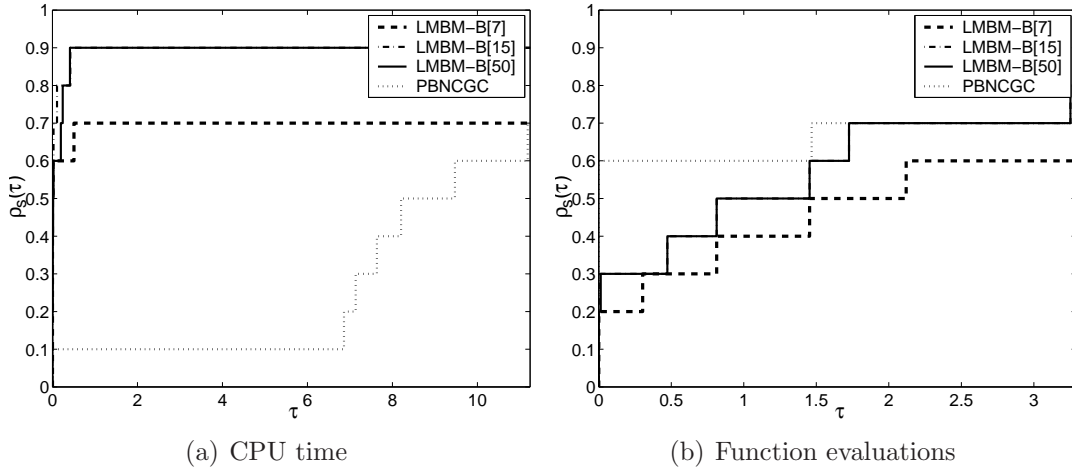 1
0.9
0.8
0.7
0.6
0.5
0.4
0.3
0.2
0.1
0
ρs(τ)
0 2 4 6 8 10
τ
LMBM−B[7]
LMBM−B[15]
LMBM−B[50]
PBNCGC
(a) CPU time
1
0.9
0.8
0.7
0.6
0.5
0.4
0.3
0.2
0.1
0
ρs(τ)
0 0.5 1 1.5 2 2.5 3
τ
LMBM−B[7]
LMBM−B[15]
LMBM−B[50]
PBNCGC
(b) Function evaluations